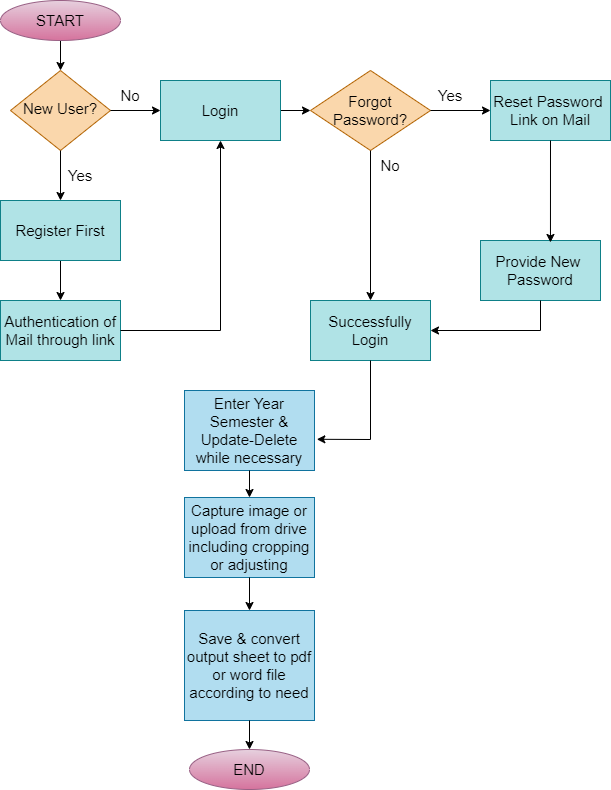 START
New User?
No
Login
Forgot
Password?
Yes
Reset Password
Link on Mail
Yes
No
Register First
Provide New
Password
Authentication of
Mail through link
Successfully
Login
Enter Year
Semester &
Update-Delete
while necessary
Capture image or
upload from drive
including cropping
or adjusting
Save & convert
output sheet to pdf
or word file
according to need
END